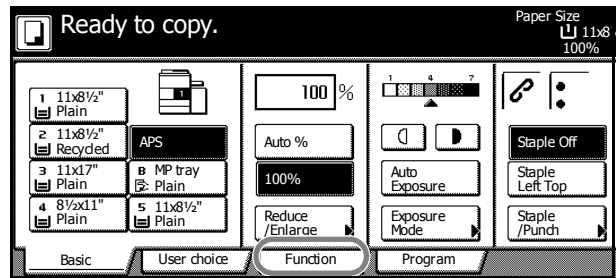 Ready to copy.
Paper Size
11x8
100%
1 11x8½"
Plain
2 11x8½"
Recycled
3 11x17"
Plain
4 8½x11"
Plain
1
APS
B MP tray
Plain
5 11x8½"
Plain
100 %
Auto %
100%
Reduce
/Enlarge
1 4 7
Auto
Exposure
Exposure
Mode
Staple Off
Staple
Left Top
Staple
/Punch
Basic
User choice
Function
Program